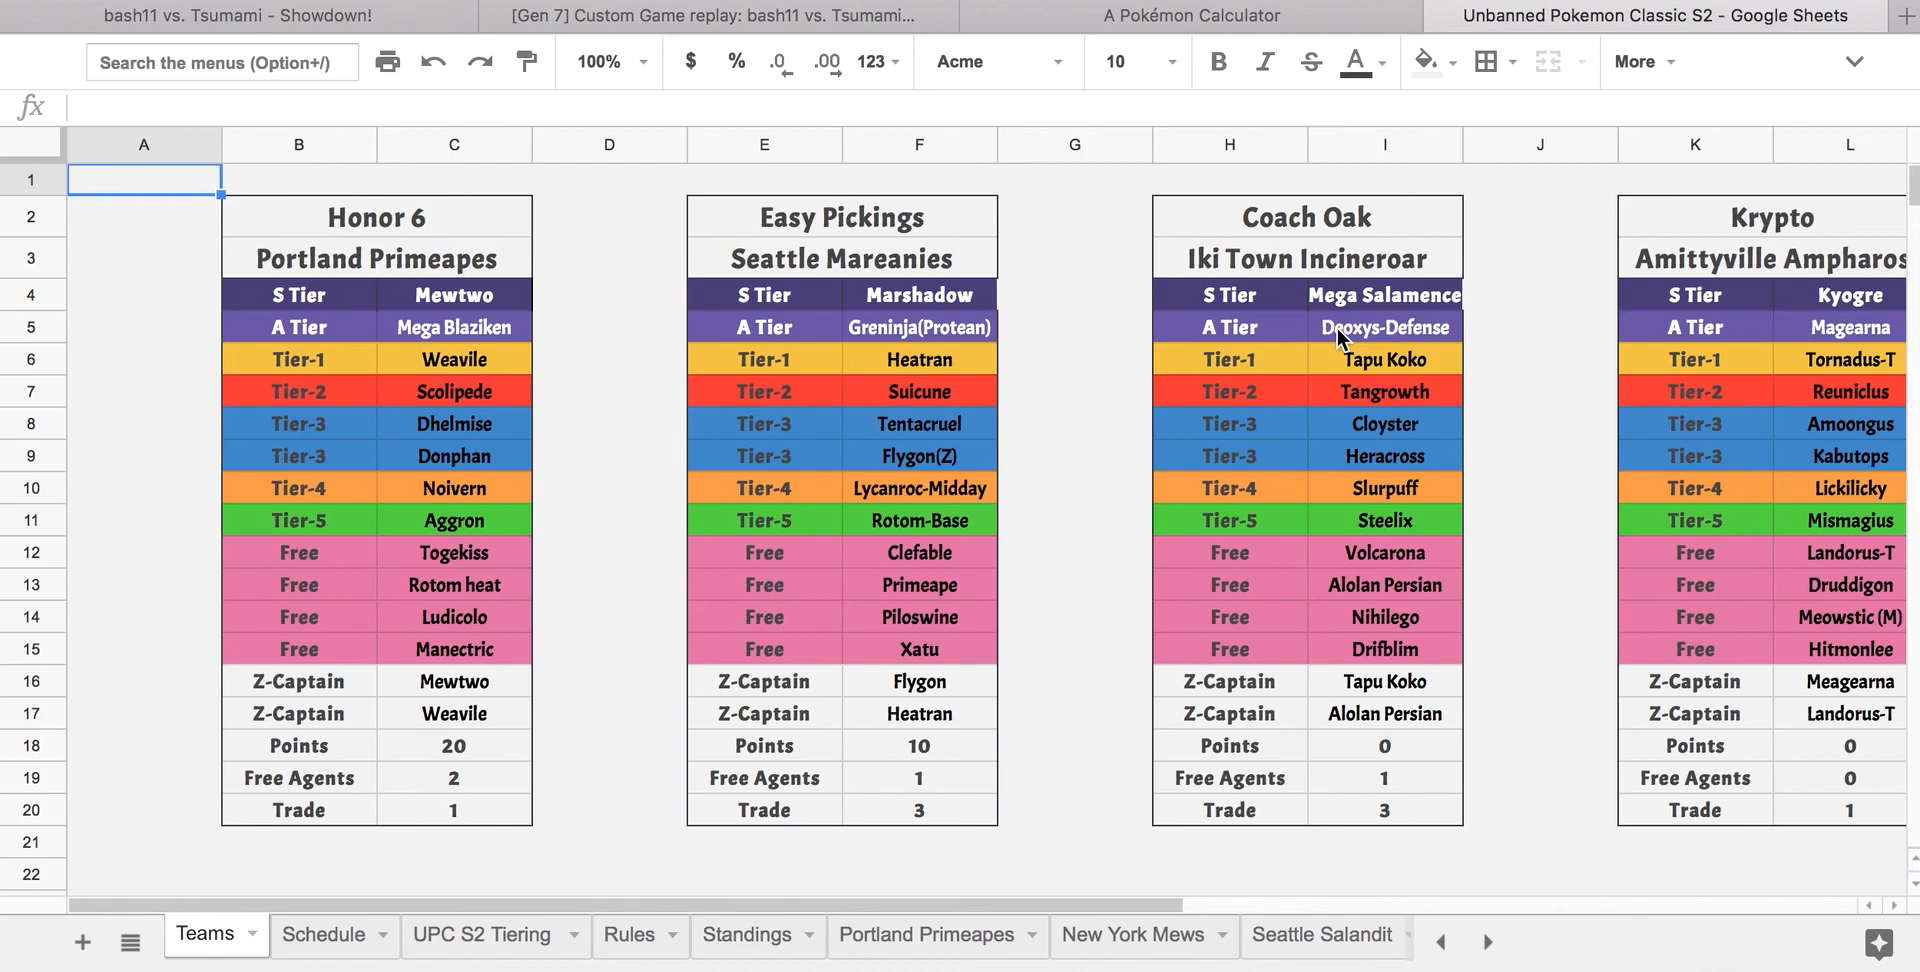 bash11 vs. Tsumami - Showdown! [Gen 7] Custom Game replay: bash11 vs. Tsumami... A Pokémon Calculator Unbanned Pokemon Classic S2 - Google Sheets +
Search the menus (Option+/) 100% $ % .0 .00 123 Acme 10 B I S A More
fx
A B C D E F G H I J K L
1
2 Honor 6 Easy Pickings Coach Oak Krypto
3 Portland Primeapes Seattle Mareanies Iki Town Incineroar Amittyville Ampharos
4 S Tier Mewtwo S Tier Marshadow S Tier Mega Salamence S Tier Kyogre
5 A Tier Mega Blaziken A Tier Greninja(Protean) A Tier Deoxys-Defense A Tier Magearna
6 Tier-1 Weavile Tier-1 Heatran Tier-1 Tapu Koko Tier-1 Tornadus-T
7 Tier-2 Scolipede Tier-2 Suicune Tier-2 Tangrowth Tier-2 Reuniclus
8 Tier-3 Dhelmise Tier-3 Tentacruel Tier-3 Cloyster Tier-3 Amoongus
9 Tier-3 Donphan Tier-3 Flygon(Z) Tier-3 Heracross Tier-3 Kabutops
10 Tier-4 Noivern Tier-4 Lycanroc-Midday Tier-4 Slurpuff Tier-4 Lickilicky
11 Tier-5 Aggron Tier-5 Rotom-Base Tier-5 Steelix Tier-5 Mismagius
12 Free Togekiss Free Clefable Free Volcarona Free Landorus-T
13 Free Rotom heat Free Primeape Free Alolan Persian Free Druddigon
14 Free Ludicolo Free Piloswine Free Nihilego Free Meowstic (M)
15 Free Manectric Free Xatu Free Drifblim Free Hitmonlee
16 Z-Captain Mewtwo Z-Captain Flygon Z-Captain Tapu Koko Z-Captain Meagearna
17 Z-Captain Weavile Z-Captain Heatran Z-Captain Alolan Persian Z-Captain Landorus-T
18 Points 20 Points 10 Points 0 Points 0
19 Free Agents 2 Free Agents 1 Free Agents 1 Free Agents 0
20 Trade 1 Trade 3 Trade 3 Trade 1
21
22
+ Teams Schedule UPC S2 Tiering Rules Standings Portland Primeapes New York Mews Seattle Salandit